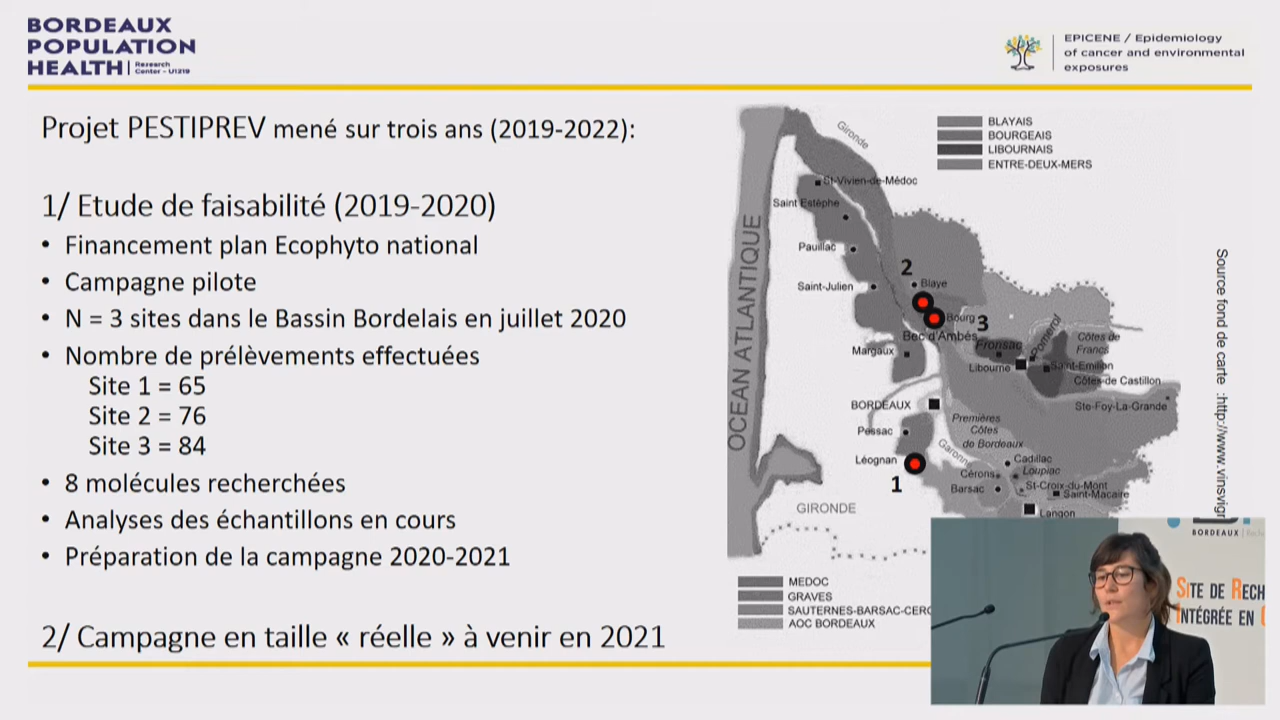 BORDEAUX
POPULATION
HEALTH Research
Center - U1219
EPICENE / Epidemiology
of cancer and environmental
exposures
Projet PESTIPREV mené sur trois ans (2019-2022):
1/ Etude de faisabilité (2019-2020)
• Financement plan Ecophyto national
• Campagne pilote
• N = 3 sites dans le Bassin Bordelais en juillet 2020
• Nombre de prélèvements effectuées
Site 1 = 65
Site 2 = 76
Site 3 = 84
• 8 molécules recherchées
• Analyses des échantillons en cours
• Préparation de la campagne 2020-2021
2/ Campagne en taille « réelle » à venir en 2021
BLAYAIS
BOURGEAIS
LIBOURNAIS
ENTRE-DEUX-MERS
Gironde
St-Vivien-de-Médoc
Saint Estèphe
Pauillac
Saint-Julien
2
Blaye
Bourg
3
Bec d'Ambés
Margaux
Fronsac
Pomerol
Côtes de
Francs
Libourne
Saint-Emilion
Côtes-de Castillon
Ste-Foy-La-Grande
BORDEAUX
Premières
Côtes
de Bordeaux
Pessac
Garonne
Léognan
1
Cadillac
Loupiac
Cérons
Barsac
St-Croix-du-Mont
Saint-Macaire
Langon
OCEAN ATLANTIQUE
GIRONDE
MEDOC
GRAVES
SAUTERNES-BARSAC-CERO
AOC BORDEAUX
Source fond de carte :http://www.vinsvign
BORDEAUX
SITE DE RECH
INTÉGRÉE EN